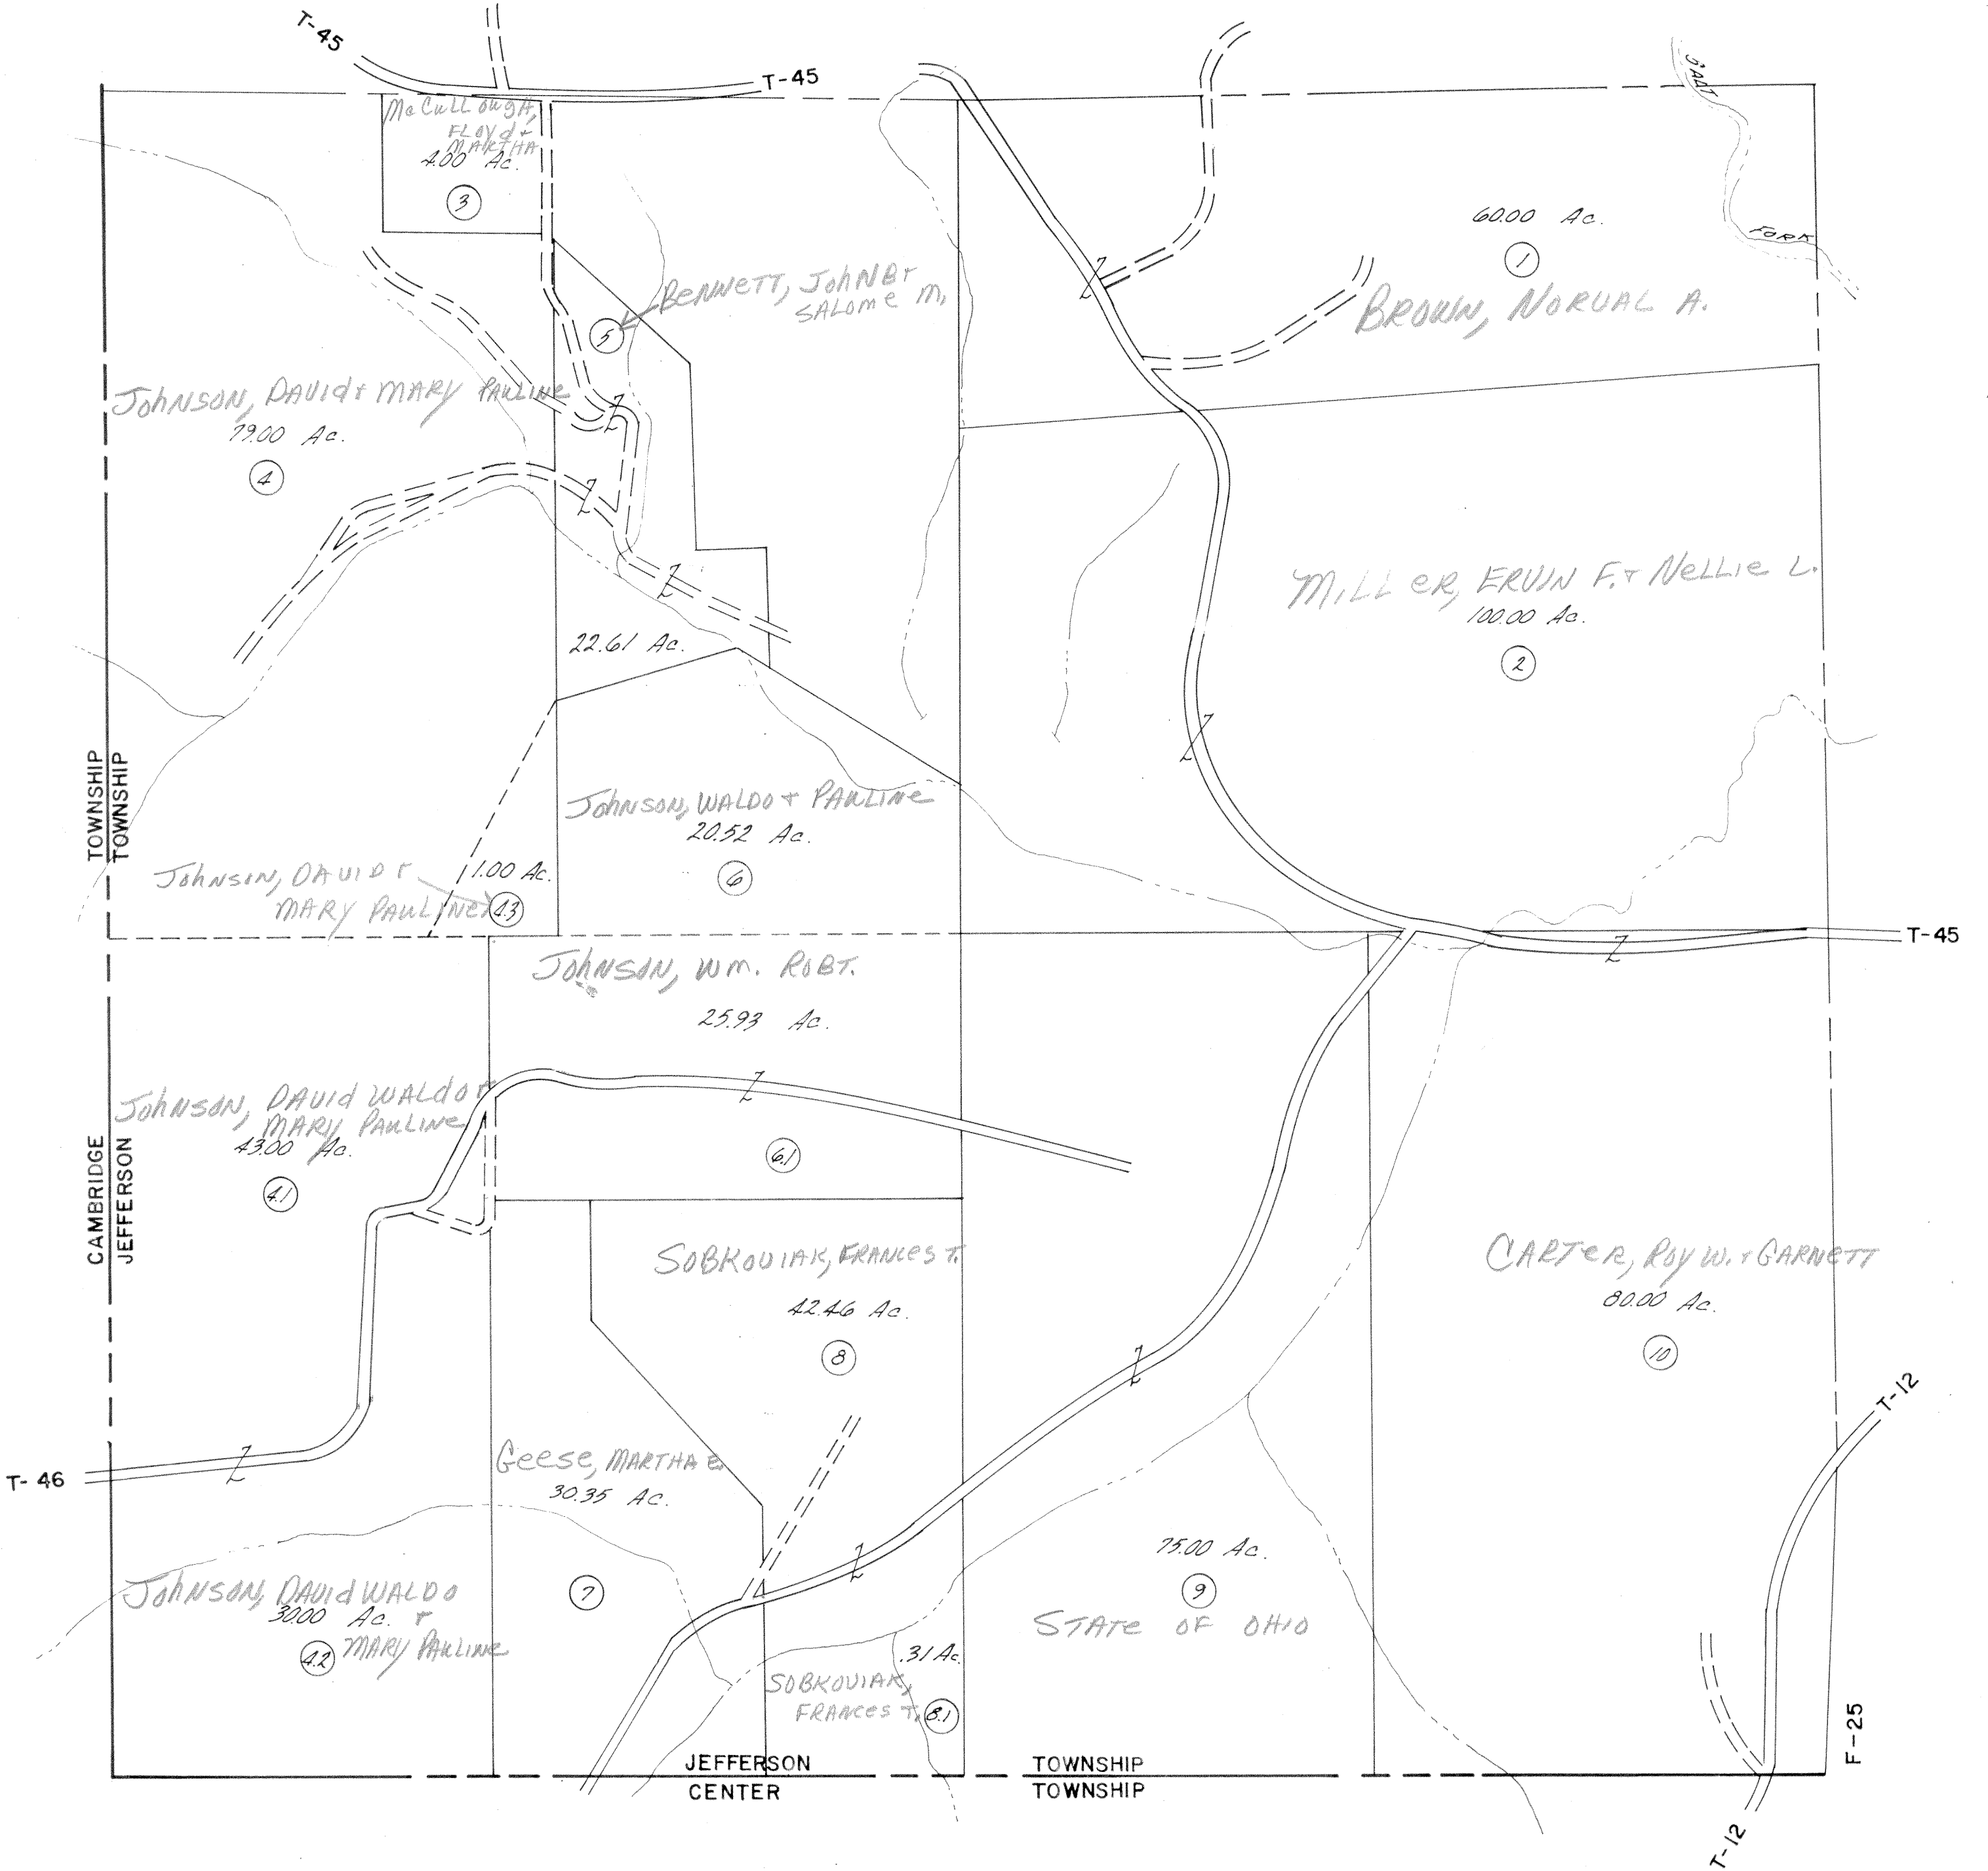 T-45
T-45
McCullough,
Floyd +
Martha
4.00 Ac.
3
60.00 Ac.
1
Brown, Norval A.
FORK
Bennett, John B +
Salome M.
5
Johnson, David + Mary Pauline
79.00 Ac.
4
Miller, Ervin F. + Nellie L.
100.00 Ac.
2
22.61 Ac.
TOWNSHIP
TOWNSHIP
Johnson, Waldo + Pauline
20.52 Ac.
6
Johnson, David +
Mary Pauline
1.00 Ac.
4.3
T-45
Johnson, Wm. Robt.
25.93 Ac.
6.1
Johnson, David Waldo +
Mary Pauline
43.00 Ac.
4.1
CAMBRIDGE
JEFFERSON
Sobkoviak, Frances T.
42.46 Ac.
8
Carter, Roy W. + Garnett
80.00 Ac.
10
T-12
T-46
Geese, Martha E.
30.35 Ac.
7
75.00 Ac.
9
State of Ohio
Johnson, David Waldo
30.00 Ac. +
4.2 Mary Pauline
.31 Ac.
Sobkoviak,
Frances T.
8.1
F-25
JEFFERSON TOWNSHIP
CENTER TOWNSHIP
T-12